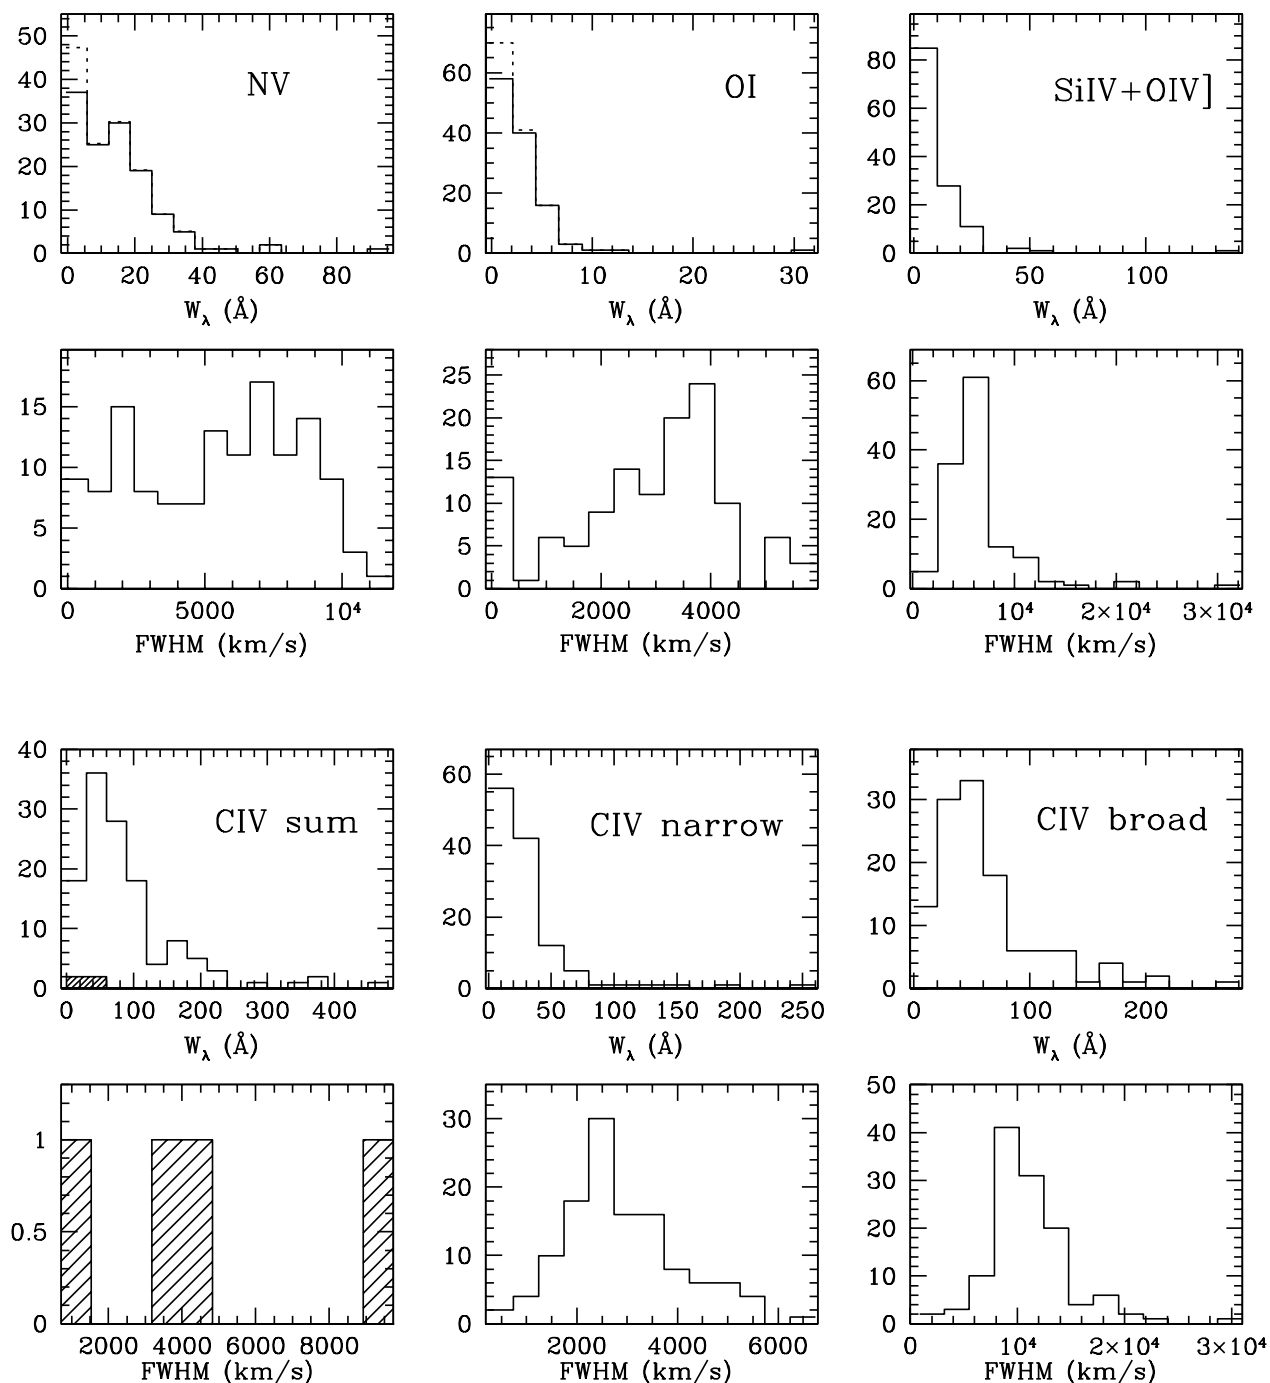 NV
50
40
30
20
10
0
0 20 40 60 80
W_λ (Å)
OI
60
40
20
0
0 10 20 30
W_λ (Å)
SiIV+OIV]
80
60
40
20
0
0 50 100
W_λ (Å)
15
10
5
0
0 5000 10⁴
FWHM (km/s)
25
20
15
10
5
0
0 2000 4000
FWHM (km/s)
60
40
20
0
0 10⁴ 2×10⁴ 3×10⁴
FWHM (km/s)
CIV sum
40
30
20
10
0
0 100 200 300 400
W_λ (Å)
CIV narrow
60
40
20
0
0 50 100 150 200 250
W_λ (Å)
CIV broad
30
20
10
0
0 100 200
W_λ (Å)
1
0.5
0
2000 4000 6000 8000
FWHM (km/s)
30
20
10
0
2000 4000 6000
FWHM (km/s)
50
40
30
20
10
0
0 10⁴ 2×10⁴ 3×10⁴
FWHM (km/s)